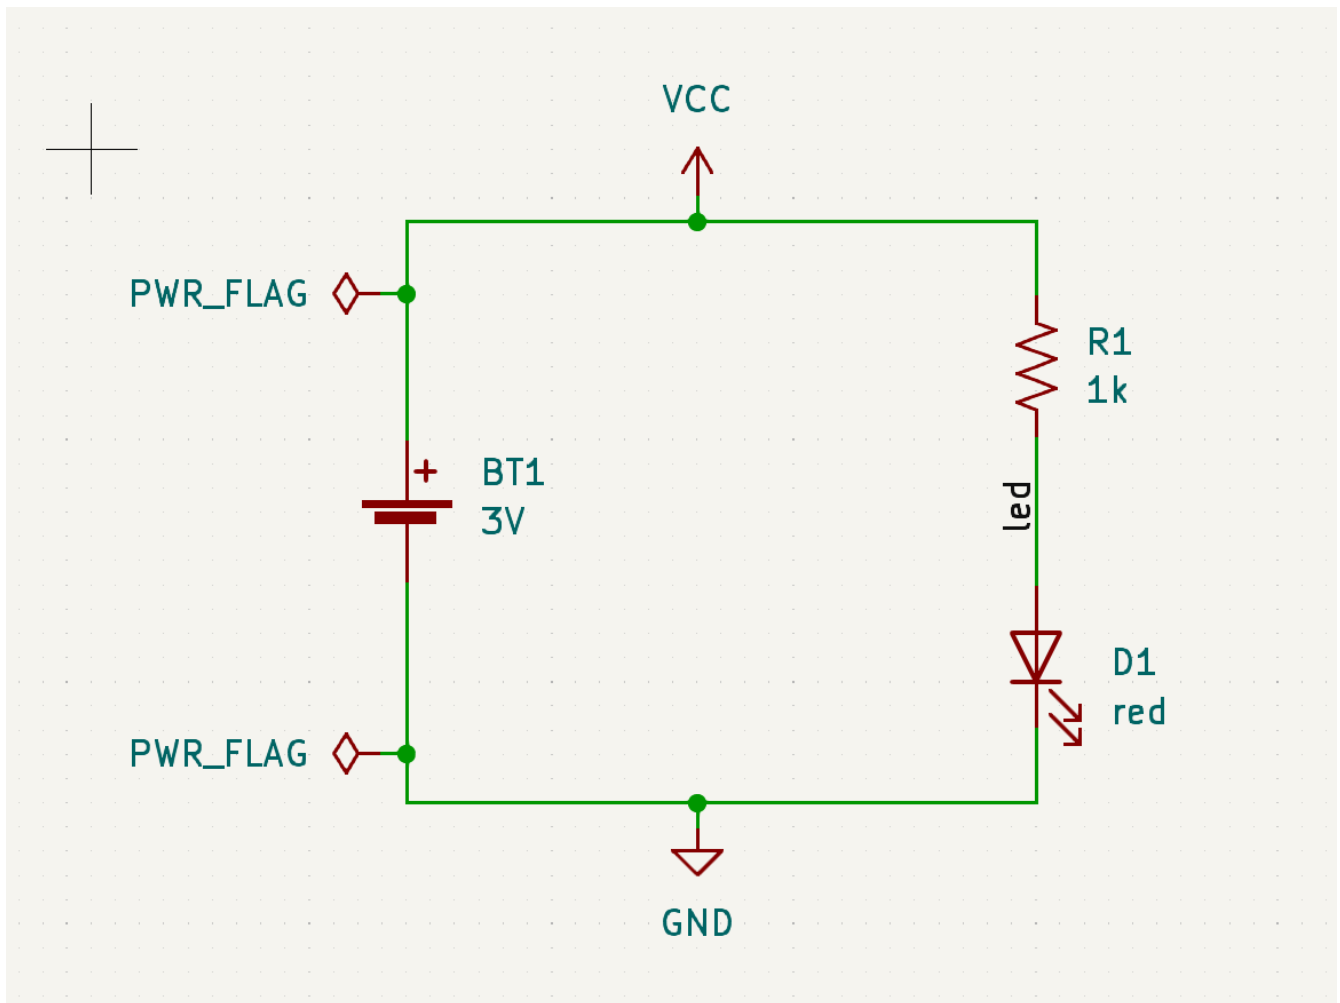 VCC
PWR_FLAG
R1
1k
BT1
3V
led
D1
red
PWR_FLAG
GND